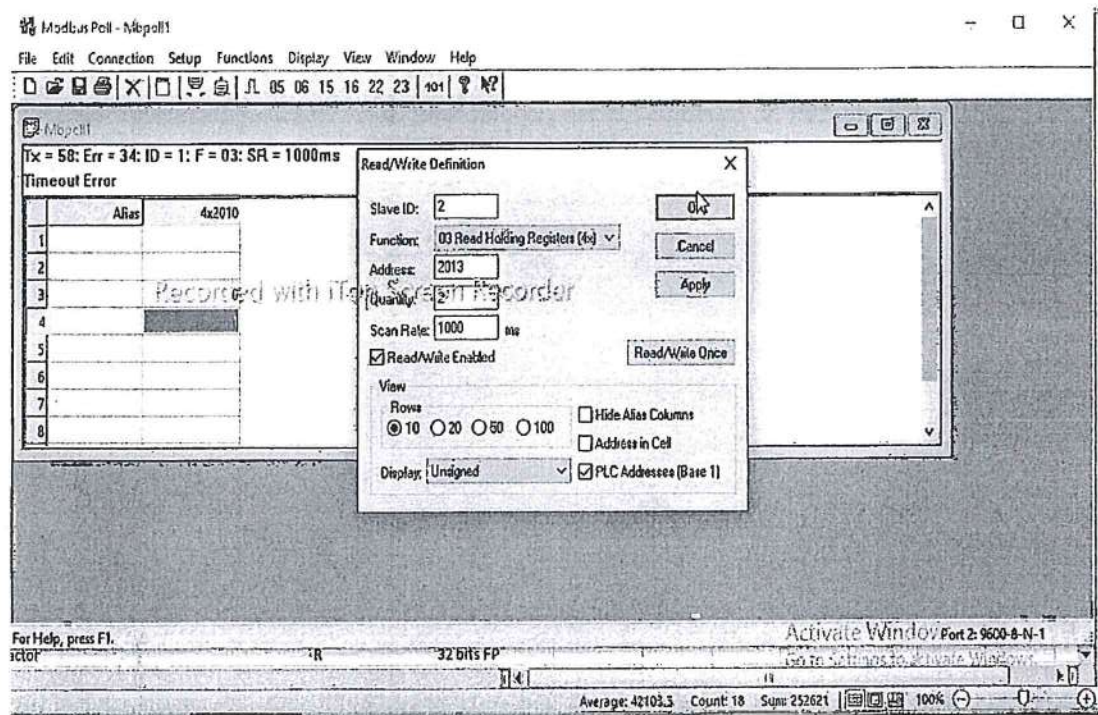 Modbus Poll - Mbpoll1
File Edit Connection Setup Functions Display View Window Help
05 06 15 16 22 23 101
Mbpoll1
Tx = 58: Err = 34: ID = 1: F = 03: SR = 1000ms
Timeout Error
Alias 4x2010
1
2
3
4
5
6
7
8
Read/Write Definition
Slave ID: 2
OK
Function: 03 Read Holding Registers (4x)
Cancel
Address: 2013
Quantity: 2
Apply
Scan Rate: 1000 ms
Read/Write Enabled
Read/Write Once
View
Rows
10 20 50 100
Hide Alias Columns
Address in Cell
Display: Unsigned
PLC Addresses (Base 1)
Recorded with iTop Screen Recorder
For Help, press F1.
Activate Windows
Port 2: 9600-8-N-1
Go to Settings to activate Windows.
actor R 32 bits FP
Average: 42103.5 Count: 18 Sum: 252621 100%